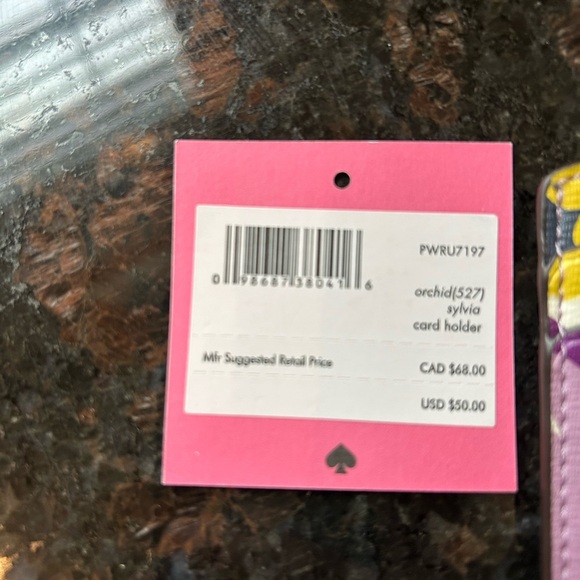 PWRU7197
0 98687 38041 6
orchid(527)
sylvia
card holder
Mfr Suggested Retail Price
CAD $68.00
USD $50.00